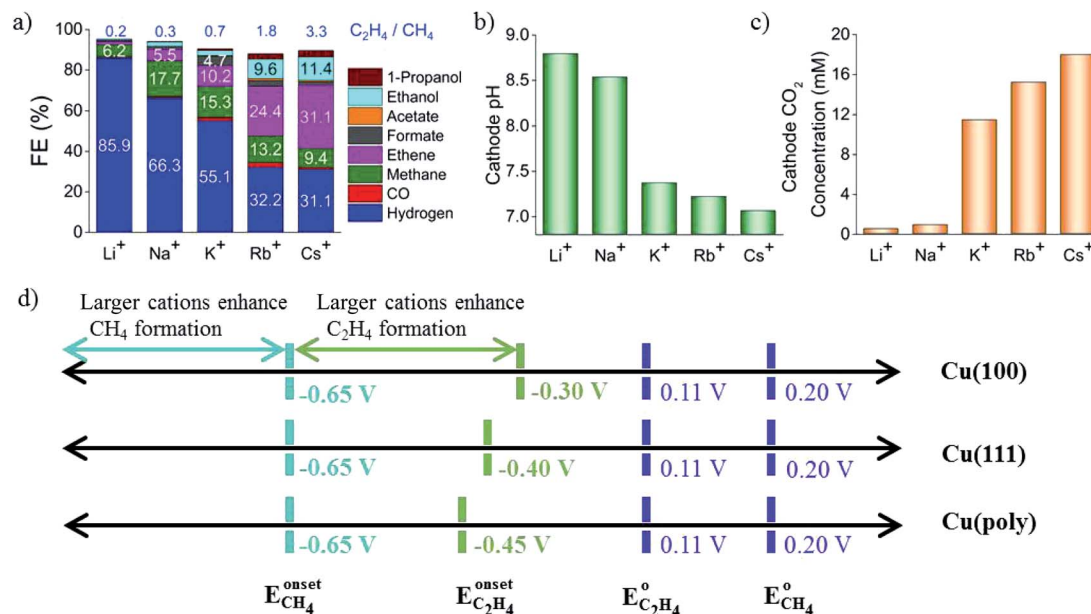 a)
0.2 0.3 0.7 1.8 3.3 C₂H₄ / CH₄
FE (%)
100
80
60
40
20
0
6.2
85.9
5.5
17.7
66.3
4.7
10.2
15.3
55.1
9.6
24.4
13.2
32.2
11.4
31.1
9.4
31.1
Li⁺ Na⁺ K⁺ Rb⁺ Cs⁺
1-Propanol
Ethanol
Acetate
Formate
Ethene
Methane
CO
Hydrogen
b)
Cathode pH
9.0
8.5
8.0
7.5
7.0
Li⁺ Na⁺ K⁺ Rb⁺ Cs⁺
c)
Cathode CO₂
Concentration (mM)
20
16
12
8
4
0
Li⁺ Na⁺ K⁺ Rb⁺ Cs⁺
d)
Larger cations enhance
CH₄ formation
Larger cations enhance
C₂H₄ formation
-0.65 V -0.30 V 0.11 V 0.20 V Cu(100)
-0.65 V -0.40 V 0.11 V 0.20 V Cu(111)
-0.65 V -0.45 V 0.11 V 0.20 V Cu(poly)
E onset CH₄ E onset C₂H₄ E o C₂H₄ E o CH₄